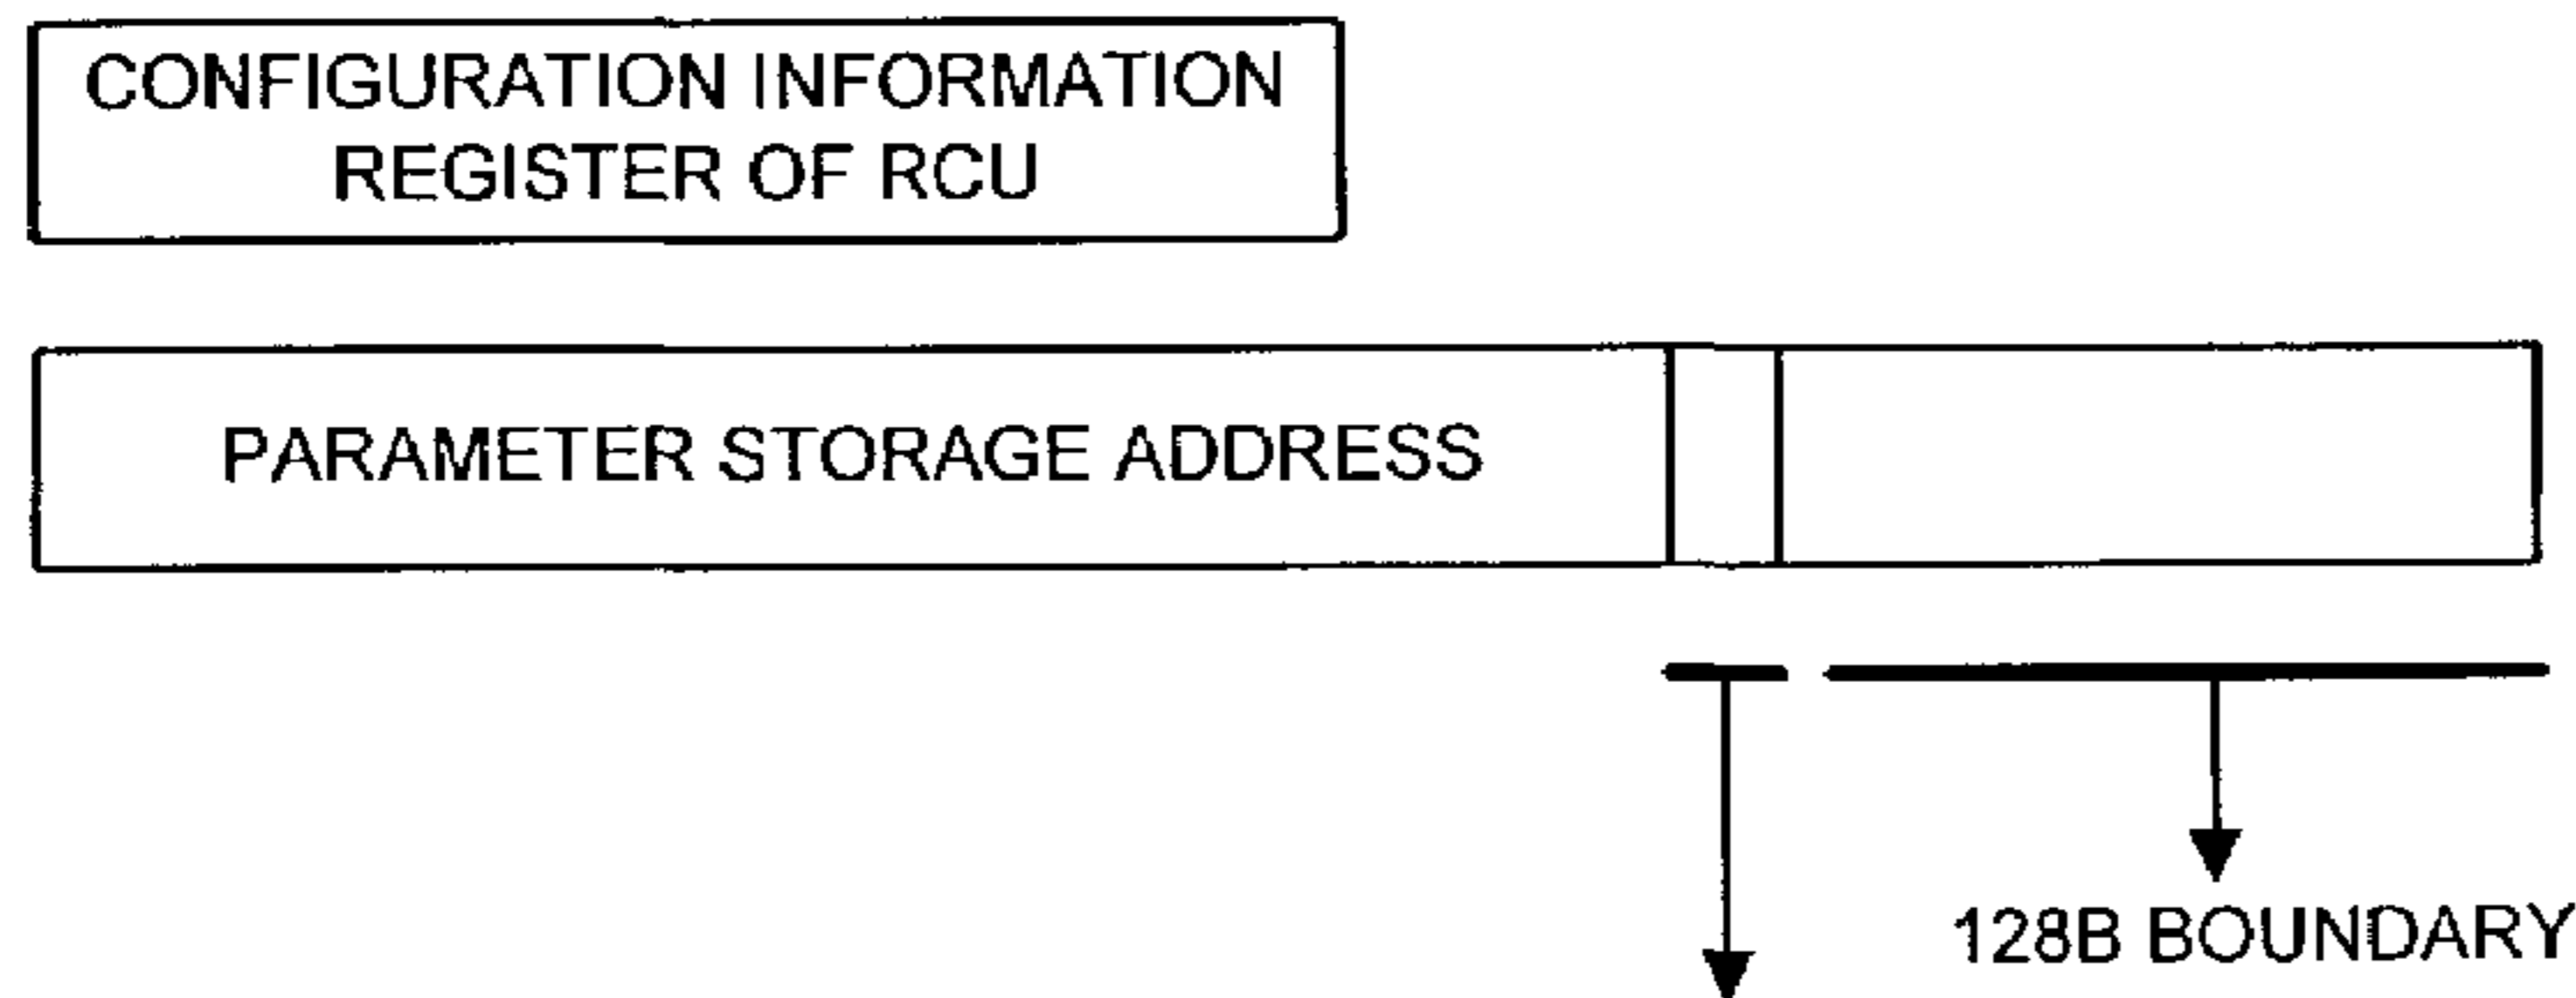 CONFIGURATION INFORMATION
REGISTER OF RCU
PARAMETER STORAGE ADDRESS
128B BOUNDARY